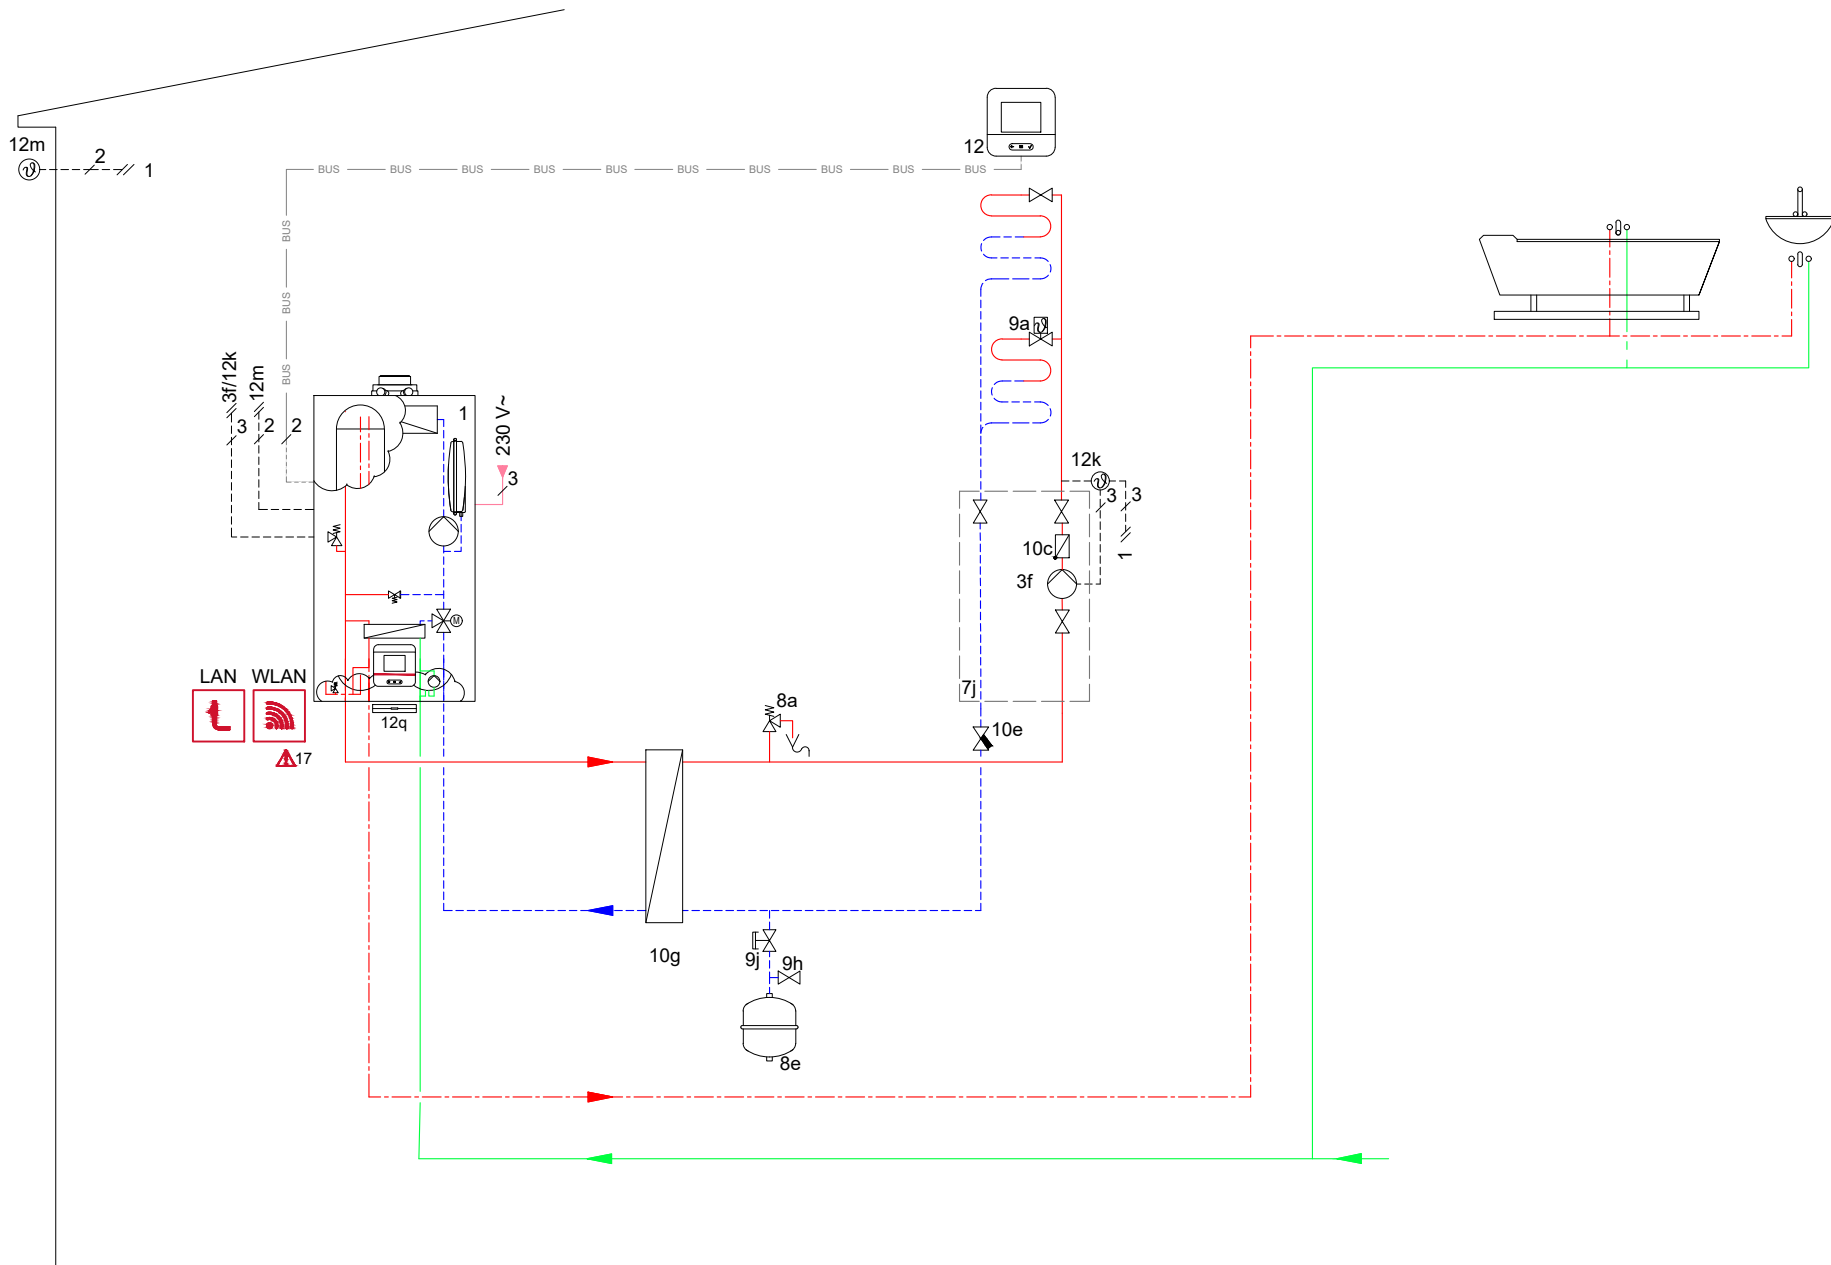 12m
2
1
12
BUS BUS BUS BUS BUS BUS BUS BUS BUS BUS
BUS
BUS
BUS
9a
3f/12k
12m
3
2
2
1
230 V~
3
12k
3
3
1
10c
3f
M
LAN
WLAN
7j
12q
8a
10e
17
10g
9j
9h
8e